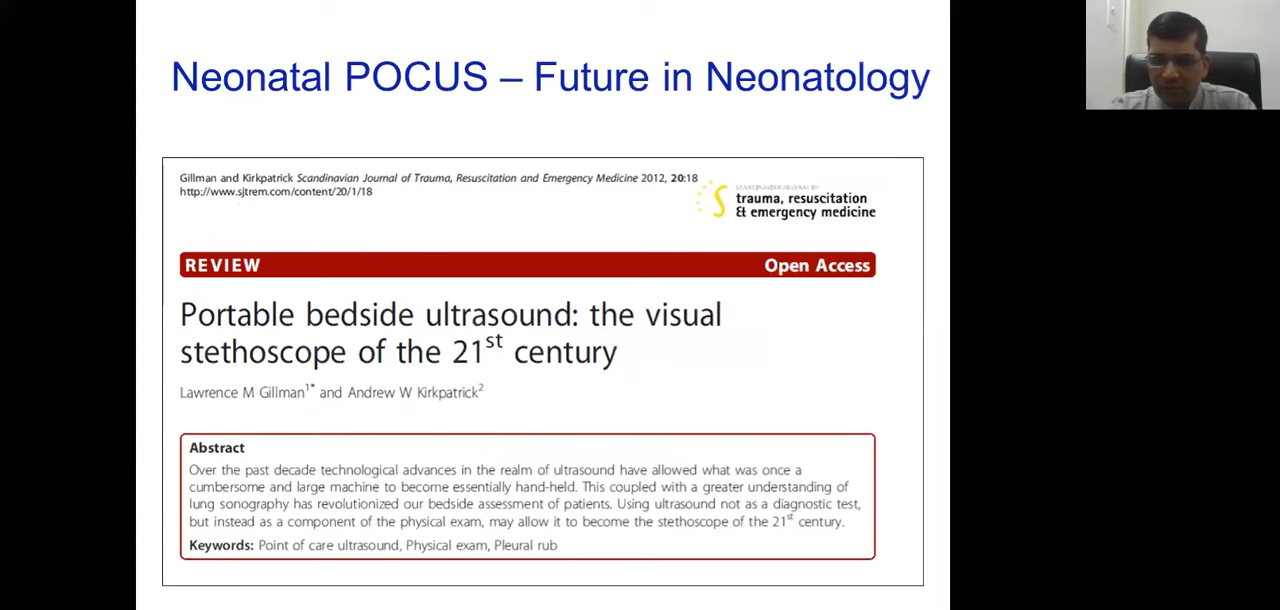 Neonatal POCUS – Future in Neonatology
Gillman and Kirkpatrick Scandinavian Journal of Trauma, Resuscitation and Emergency Medicine 2012, 20:18
http://www.sjtrem.com/content/20/1/18
SCANDINAVIAN JOURNAL OF
trauma, resuscitation
& emergency medicine
REVIEW
Open Access
Portable bedside ultrasound: the visual
stethoscope of the 21st century
Lawrence M Gillman1* and Andrew W Kirkpatrick2
Abstract
Over the past decade technological advances in the realm of ultrasound have allowed what was once a
cumbersome and large machine to become essentially hand-held. This coupled with a greater understanding of
lung sonography has revolutionized our bedside assessment of patients. Using ultrasound not as a diagnostic test,
but instead as a component of the physical exam, may allow it to become the stethoscope of the 21st century.
Keywords: Point of care ultrasound, Physical exam, Pleural rub